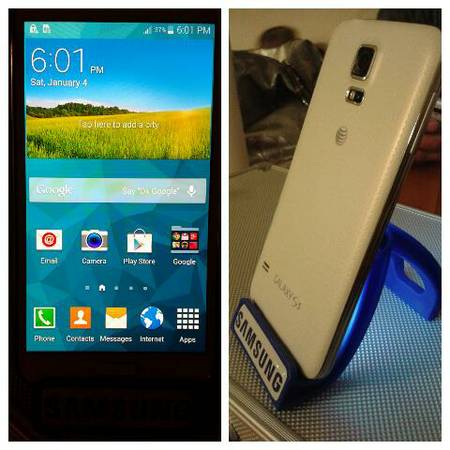 37% 6:01 PM
6:01 PM
Sat, January 4
Tap here to add a city
Google
Say "Ok Google"
Email
Camera
Play Store
Google
Phone
Contacts
Messages
Internet
Apps
SAMSUNG
GALAXY S5
SAMSUNG